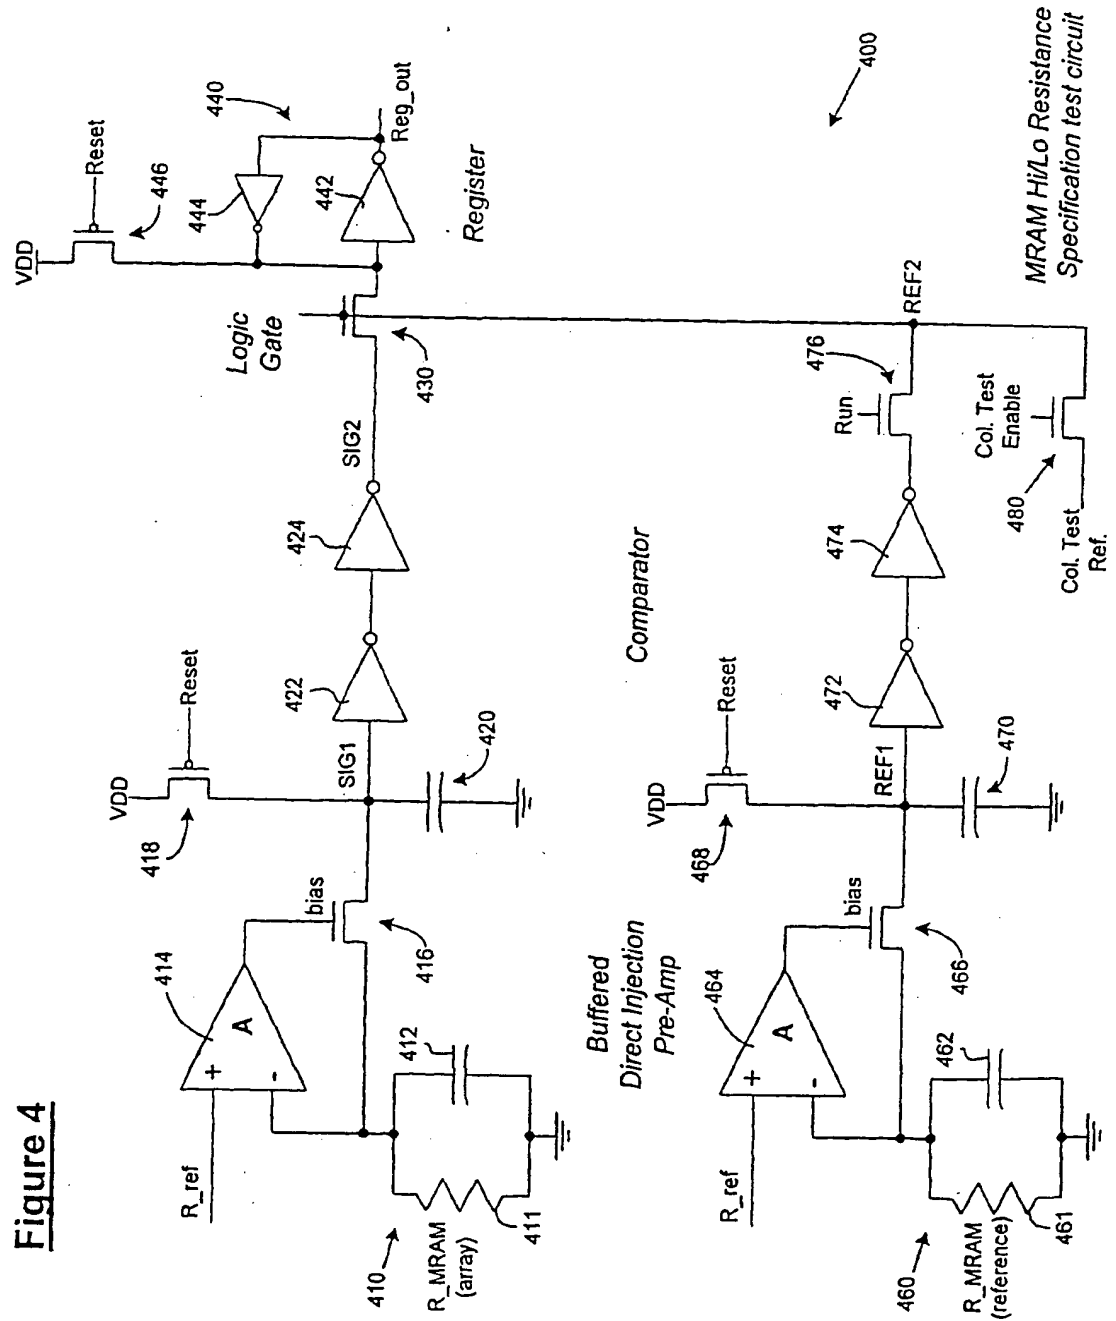 Figure 4
R_ref
414
A
+
-
bias
416
412
410
R_MRAM
(array)
411
VDD
418
Reset
SIG1
420
422
424
SIG2
Logic
Gate
430
VDD
Reset
446
444
442
440
Reg_out
Register
Buffered
Direct Injection
Pre-Amp
Comparator
R_ref
464
A
+
-
bias
466
462
460
R_MRAM
(reference)
461
VDD
468
Reset
REF1
470
472
474
Run
476
REF2
Col. Test
Enable
480
Col. Test
Ref.
400
MRAM Hi/Lo Resistance
Specification test circuit